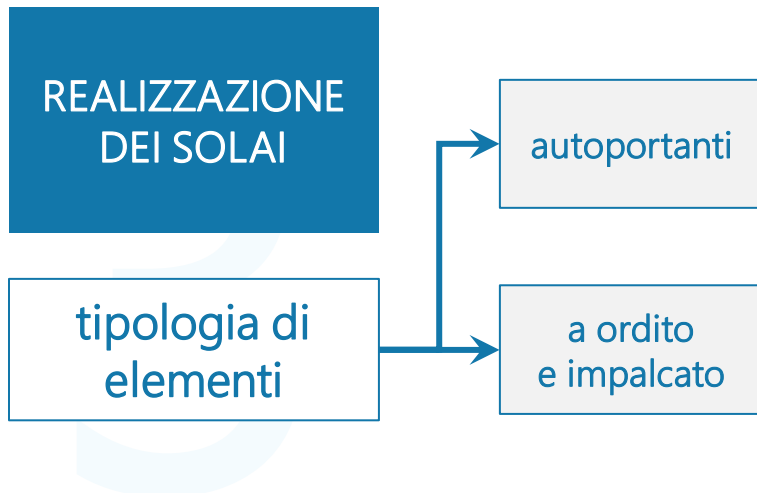 REALIZZAZIONE
DEI SOLAI
autoportanti
tipologia di
elementi
a ordito
e impalcato